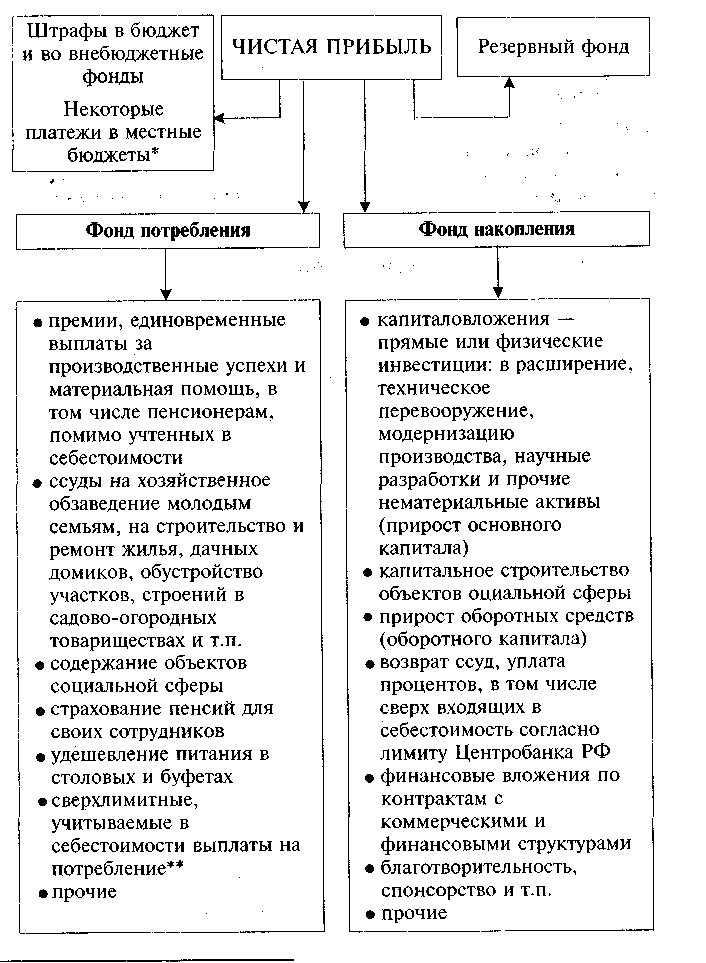 Штрафы в бюджет
и во внебюджетные
фонды
Некоторые
платежи в местные
бюджеты*
ЧИСТАЯ ПРИБЫЛЬ
Резервный фонд
Фонд потребления
• премии, единовременные
выплаты за
производственные успехи и
материальная помощь, в
том числе пенсионерам,
помимо учтенных в
себестоимости
• ссуды на хозяйственное
обзаведение молодым
семьям, на строительство и
ремонт жилья, дачных
домиков, обустройство
участков, строений в
садово-огородных
товариществах и т.п.
• содержание объектов
социальной сферы
• страхование пенсий для
своих сотрудников
• удешевление питания в
столовых и буфетах
• сверхлимитные,
учитываемые в
себестоимости выплаты на
потребление**
• прочие
Фонд накопления
• капиталовложения —
прямые или физические
инвестиции: в расширение,
техническое
перевооружение,
модернизацию
производства, научные
разработки и прочие
нематериальные активы
(прирост основного
капитала)
• капитальное строительство
объектов оциальной сферы
• прирост оборотных средств
(оборотного капитала)
• возврат ссуд, уплата
процентов, в том числе
сверх входящих в
себестоимость согласно
лимиту Центробанка РФ
• финансовые вложения по
контрактам с
коммерческими и
финансовыми структурами
• благотворительность,
спонсорство и т.п.
• прочие